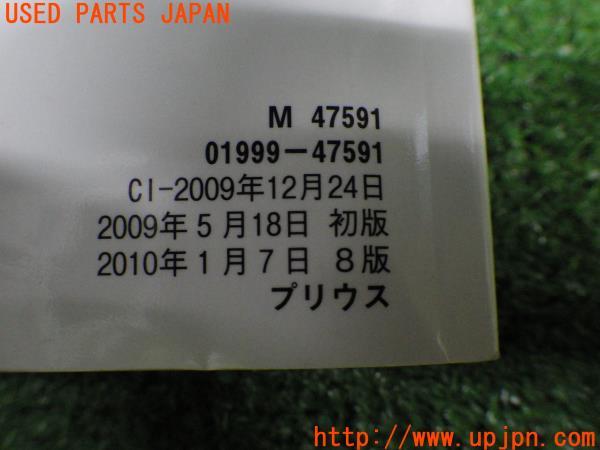 USED PARTS JAPAN
M 47591
01999-47591
CI-2009年12月24日
2009年5月18日 初版
2010年1月7日 8版
プリウス
http://www.upjpn.com